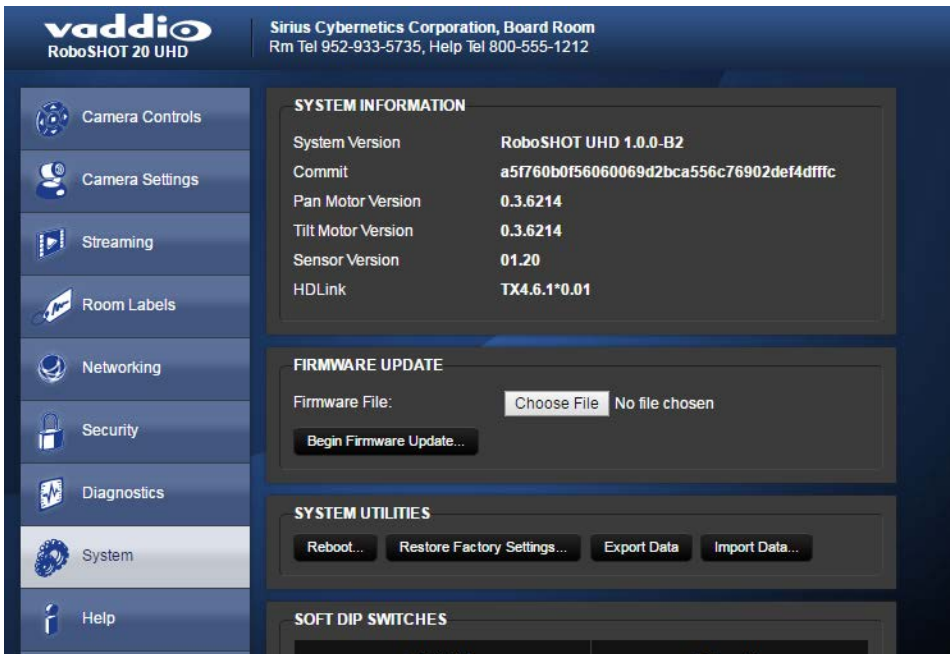 vaddio
RoboSHOT 20 UHD
Sirius Cybernetics Corporation, Board Room
Rm Tel 952-933-5735, Help Tel 800-555-1212
Camera Controls
Camera Settings
Streaming
Room Labels
Networking
Security
Diagnostics
System
Help
SYSTEM INFORMATION
System Version RoboSHOT UHD 1.0.0-B2
Commit a5f760b0f56060069d2bca556c76902def4dfffc
Pan Motor Version 0.3.6214
Tilt Motor Version 0.3.6214
Sensor Version 01.20
HDLink TX4.6.1*0.01
FIRMWARE UPDATE
Firmware File: Choose File No file chosen
Begin Firmware Update...
SYSTEM UTILITIES
Reboot... Restore Factory Settings... Export Data Import Data...
SOFT DIP SWITCHES